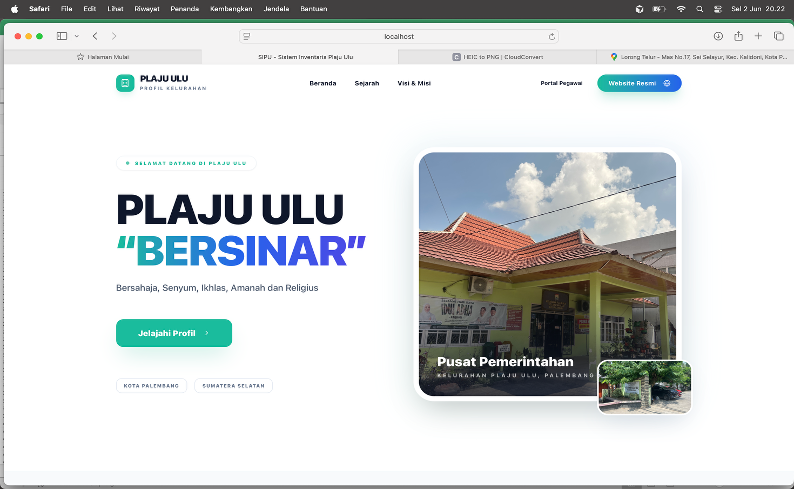 Safari File Edit Lihat Riwayat Penanda Kembangkan Jendela Bantuan
Sel 2 Jun 20.22
localhost
Halaman Mulai
SIPU - Sistem Inventaris Plaju Ulu
HEIC to PNG | CloudConvert
Lorong Telur - Mas No.17, Sei Selayur, Kec. Kalidoni, Kota P...
PLAJU ULU
PROFIL KELURAHAN
Beranda Sejarah Visi & Misi
Portal Pegawai
Website Resmi
SELAMAT DATANG DI PLAJU ULU
PLAJU ULU
“BERSINAR”
Bersahaja, Senyum, Ikhlas, Amanah dan Religius
Jelajahi Profil
KOTA PALEMBANG
SUMATERA SELATAN
Pusat Pemerintahan
KELURAHAN PLAJU ULU, PALEMBANG